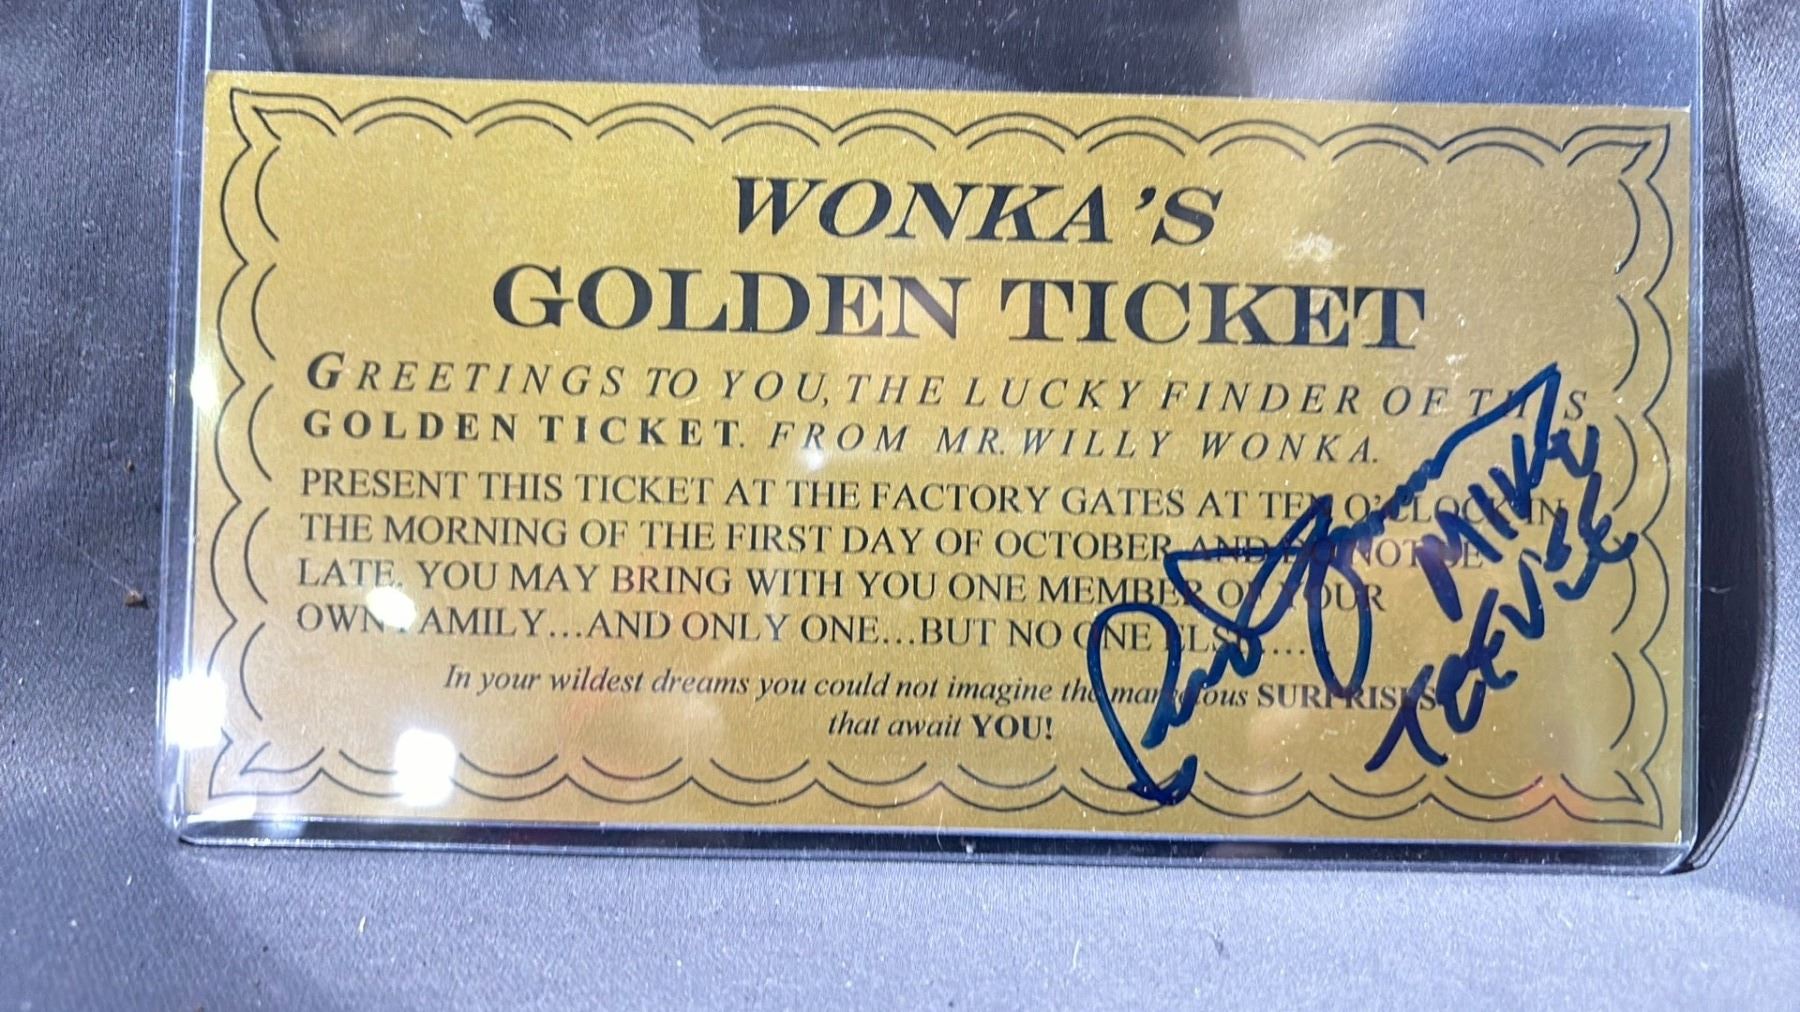 WONKA'S
GOLDEN TICKET
GREETINGS TO YOU, THE LUCKY FINDER OF THIS
GOLDEN TICKET. FROM MR. WILLY WONKA.
PRESENT THIS TICKET AT THE FACTORY GATES AT TEN O'CLOCK IN
THE MORNING OF THE FIRST DAY OF OCTOBER AND DO NOT BE
LATE. YOU MAY BRING WITH YOU ONE MEMBER OF YOUR
OWN FAMILY...AND ONLY ONE...BUT NO ONE ELSE.....
In your wildest dreams you could not imagine the marvelous SURPRISES
that await YOU!
MIKE
TEEVEE